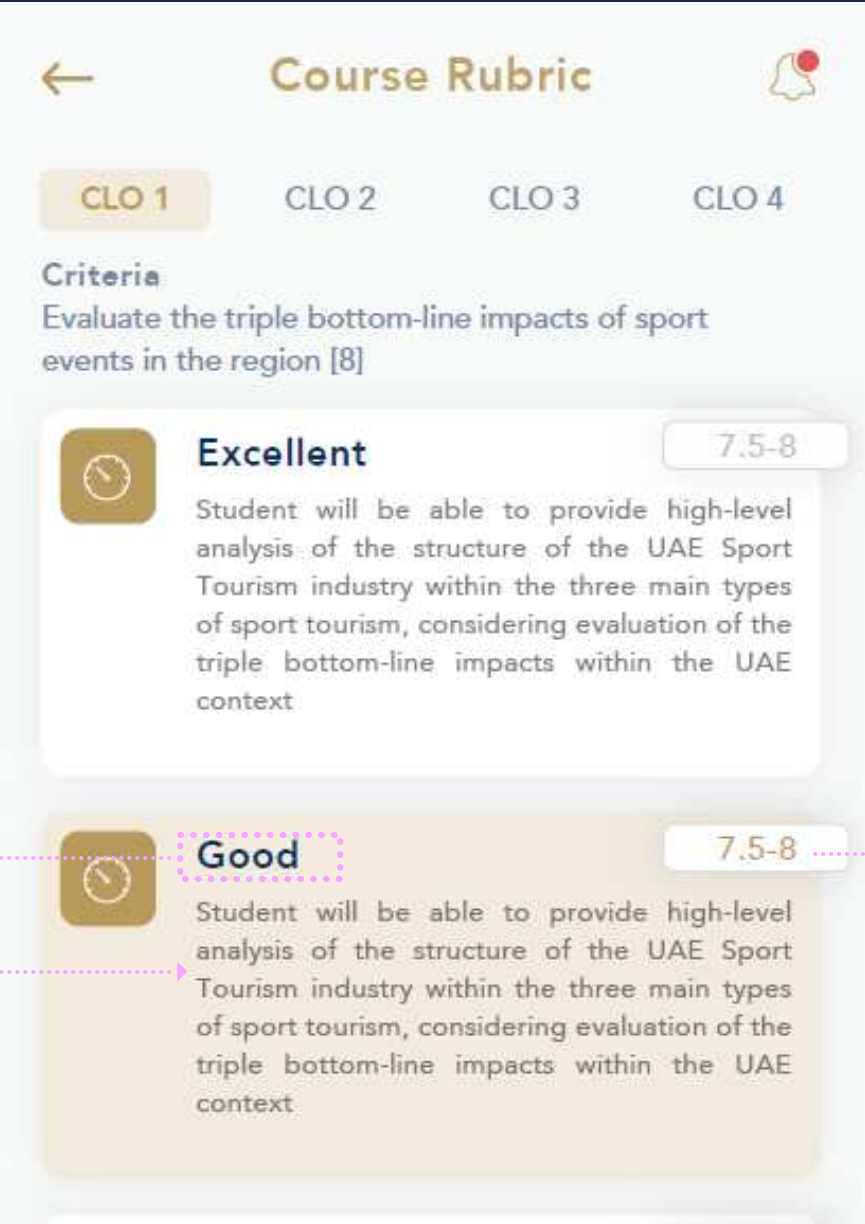 Course Rubric
CLO 1 CLO 2 CLO 3 CLO 4
Criteria
Evaluate the triple bottom-line impacts of sport
events in the region [8]
Excellent 7.5-8
Student will be able to provide high-level
analysis of the structure of the UAE Sport
Tourism industry within the three main types
of sport tourism, considering evaluation of the
triple bottom-line impacts within the UAE
context
Good 7.5-8
Student will be able to provide high-level
analysis of the structure of the UAE Sport
Tourism industry within the three main types
of sport tourism, considering evaluation of the
triple bottom-line impacts within the UAE
context